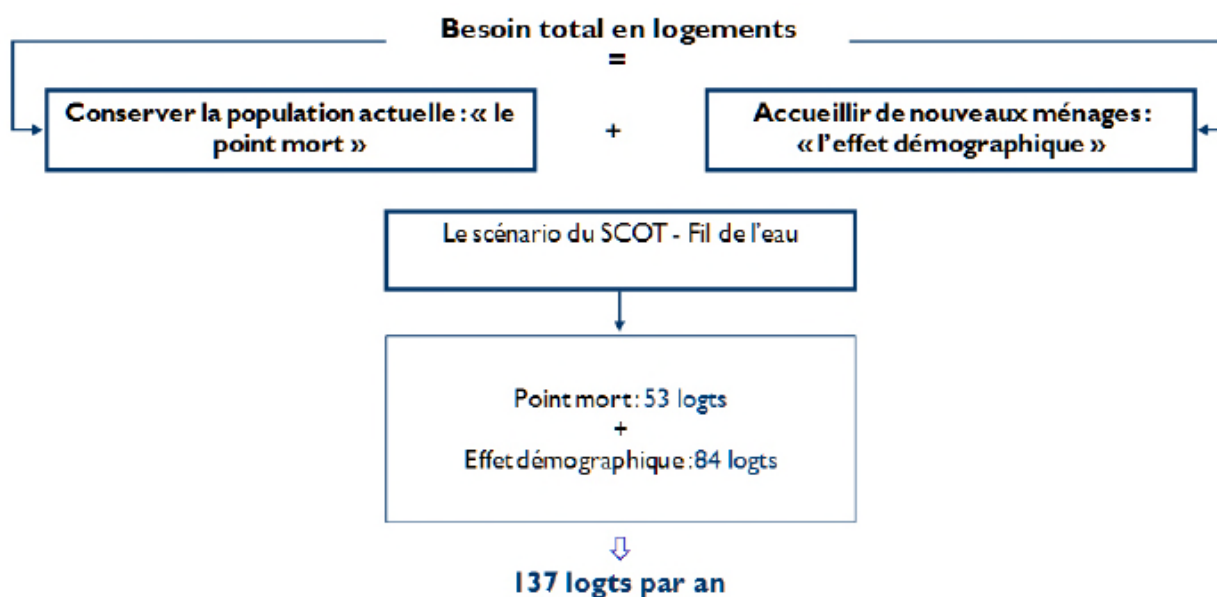 Besoin total en logements
=
Conserver la population actuelle : « le
point mort »
+
Accueillir de nouveaux ménages :
« l'effet démographique »
Le scénario du SCOT - Fil de l'eau
Point mort : 53 logts
+
Effet démographique : 84 logts
137 logts par an